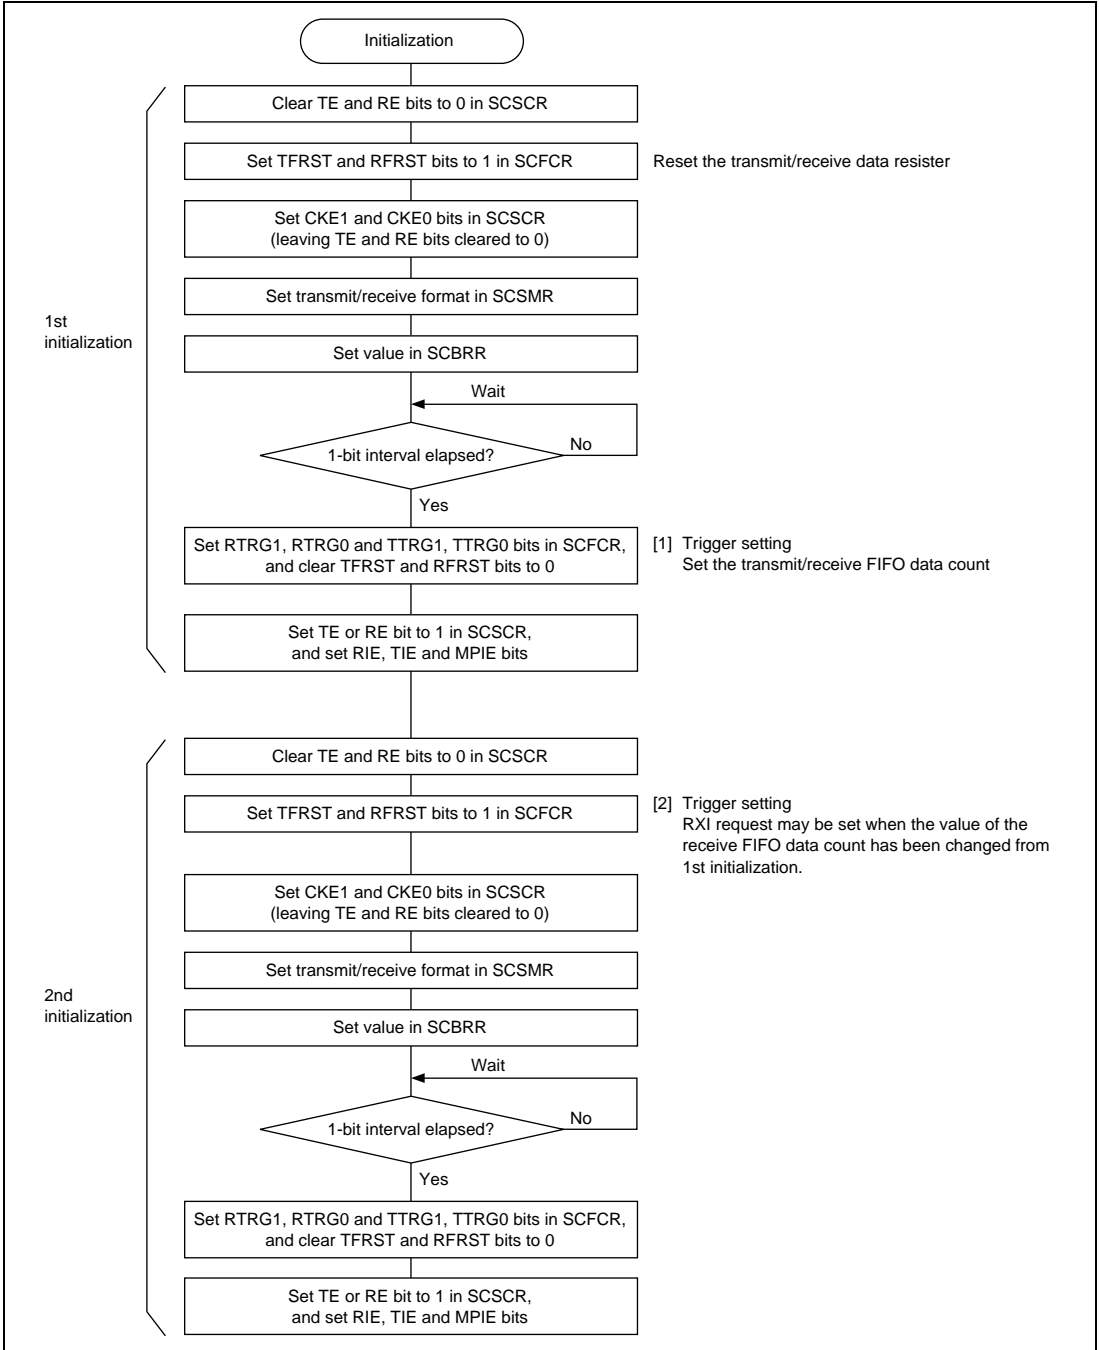 Initialization
Clear TE and RE bits to 0 in SCSCR
Set TFRST and RFRST bits to 1 in SCFCR
Reset the transmit/receive data resister
Set CKE1 and CKE0 bits in SCSCR
(leaving TE and RE bits cleared to 0)
Set transmit/receive format in SCSMR
1st
initialization
Set value in SCBRR
Wait
1-bit interval elapsed?
No
Yes
Set RTRG1, RTRG0 and TTRG1, TTRG0 bits in SCFCR,
and clear TFRST and RFRST bits to 0
[1] Trigger setting
Set the transmit/receive FIFO data count
Set TE or RE bit to 1 in SCSCR,
and set RIE, TIE and MPIE bits
Clear TE and RE bits to 0 in SCSCR
Set TFRST and RFRST bits to 1 in SCFCR
[2] Trigger setting
RXI request may be set when the value of the
receive FIFO data count has been changed from
1st initialization.
Set CKE1 and CKE0 bits in SCSCR
(leaving TE and RE bits cleared to 0)
Set transmit/receive format in SCSMR
2nd
initialization
Set value in SCBRR
Wait
1-bit interval elapsed?
No
Yes
Set RTRG1, RTRG0 and TTRG1, TTRG0 bits in SCFCR,
and clear TFRST and RFRST bits to 0
Set TE or RE bit to 1 in SCSCR,
and set RIE, TIE and MPIE bits